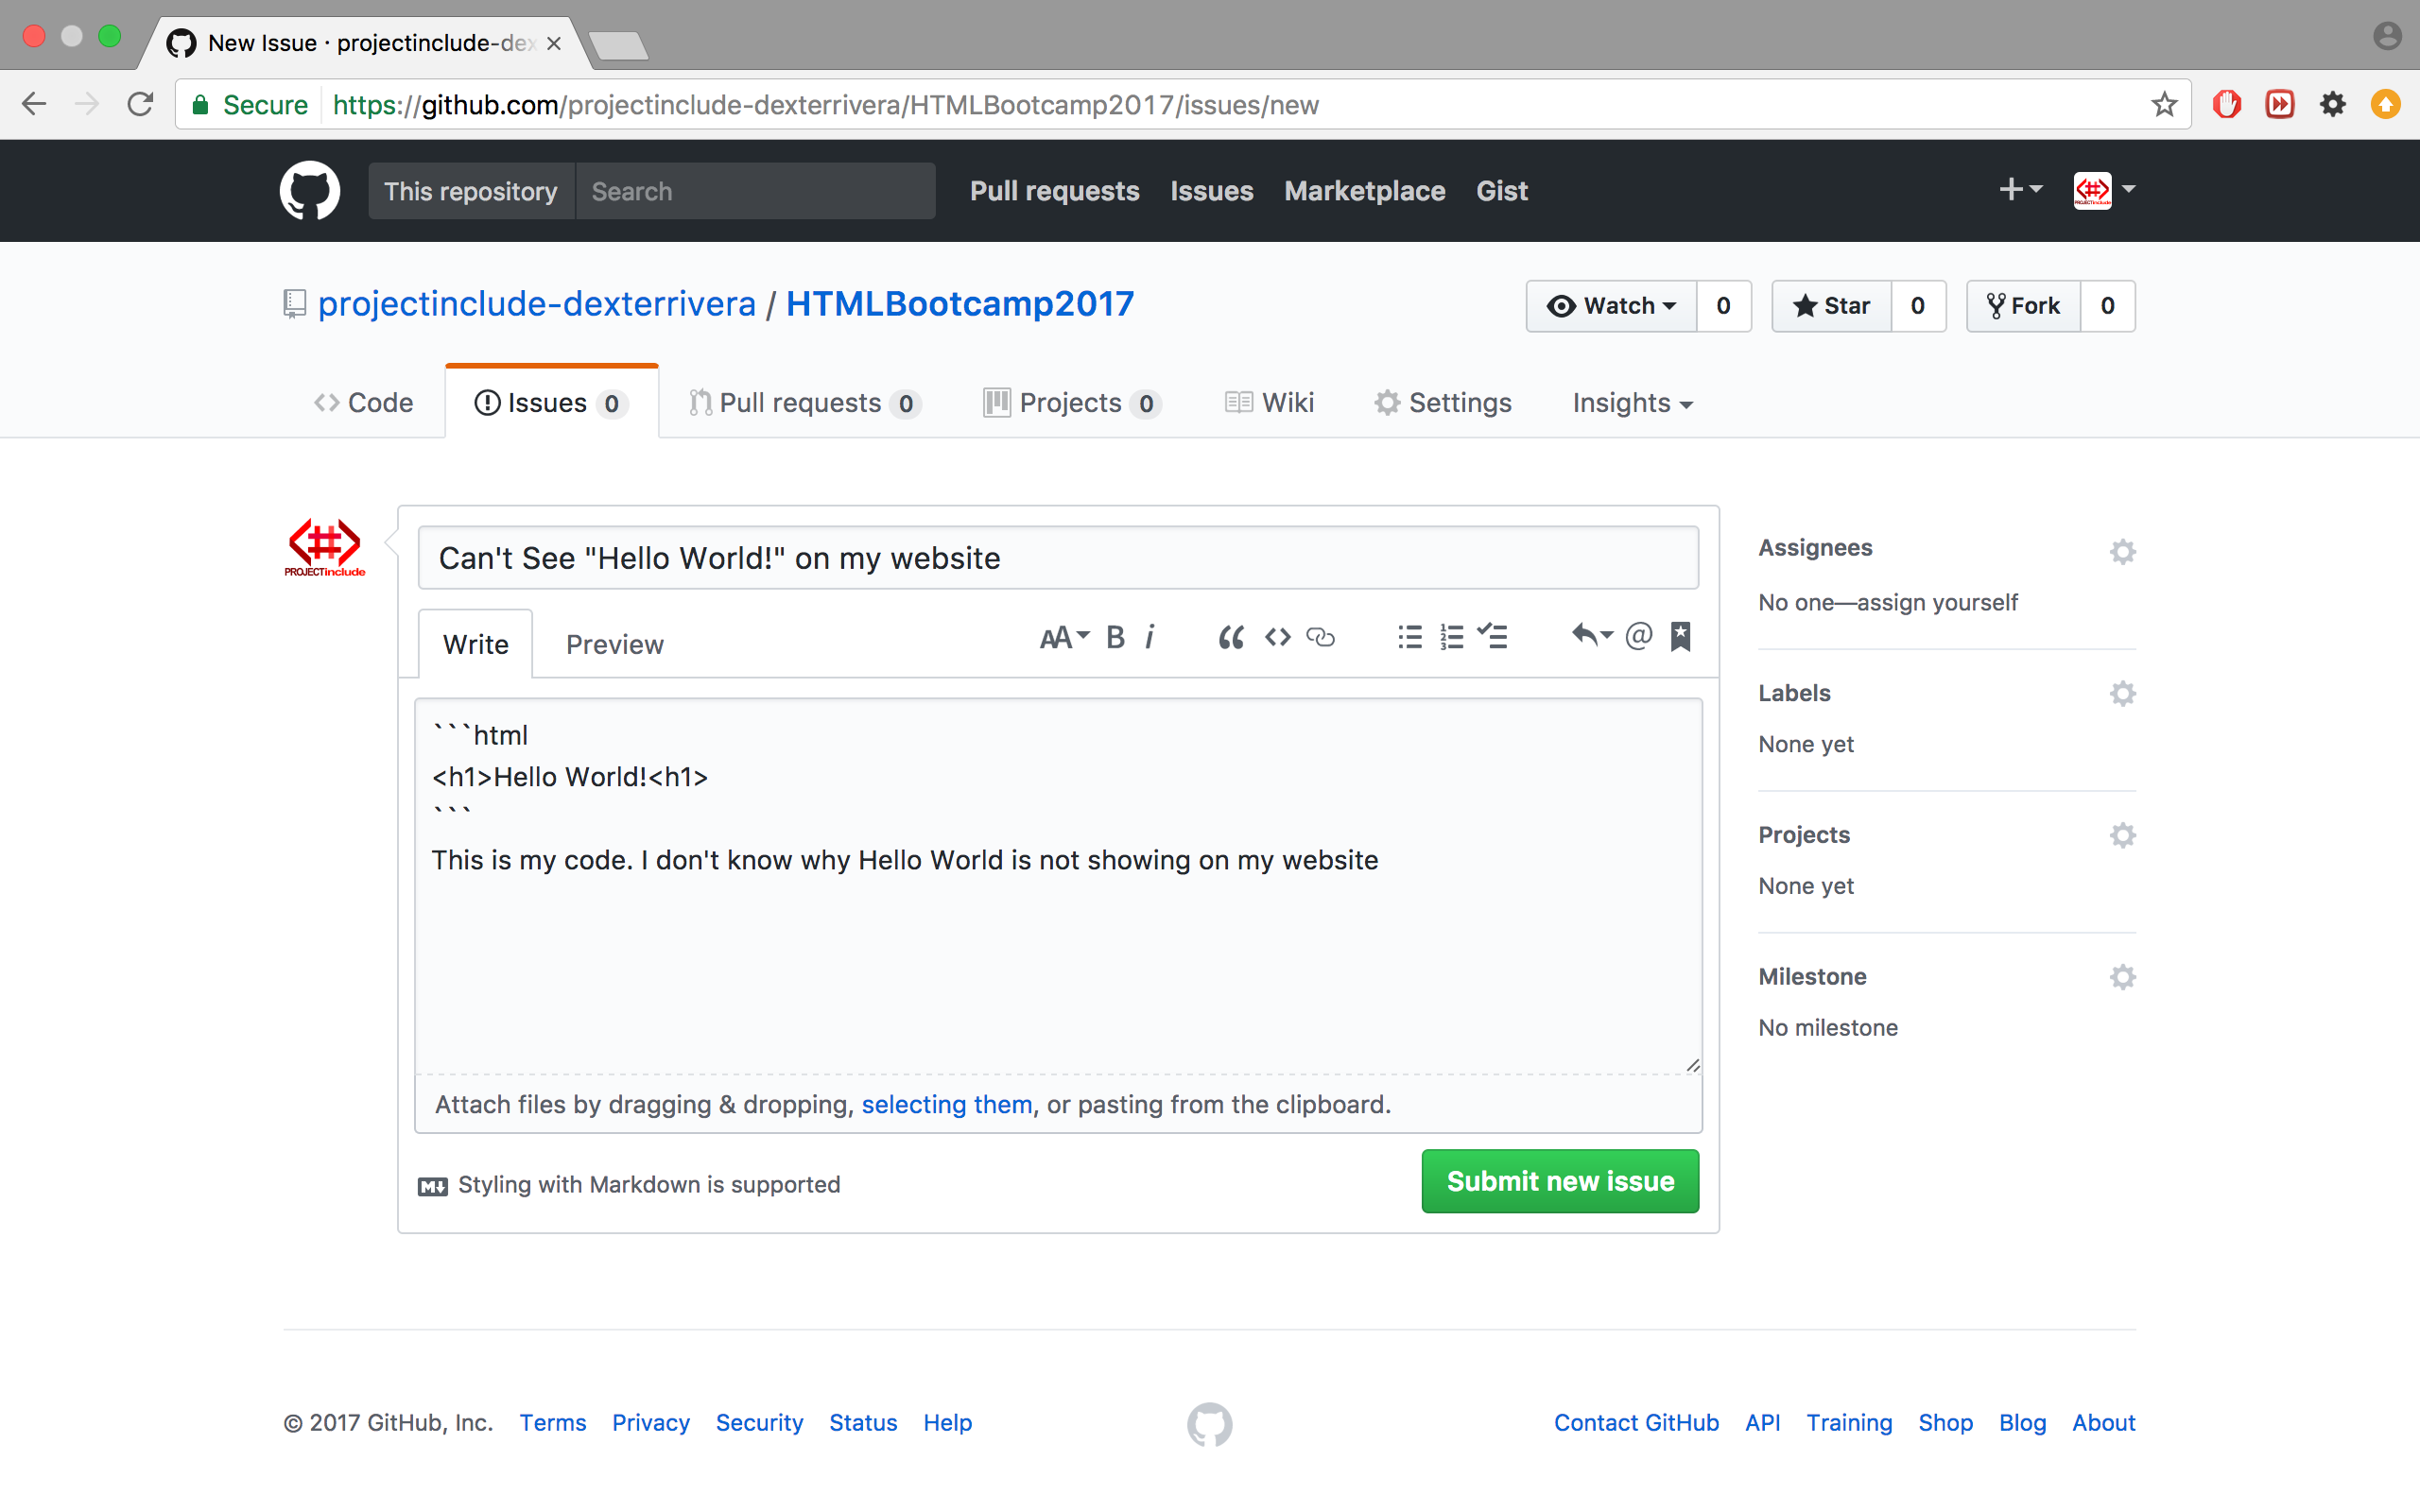 New Issue · projectinclude-dex
Secure https://github.com/projectinclude-dexterrivera/HTMLBootcamp2017/issues/new
This repository Search Pull requests Issues Marketplace Gist
projectinclude-dexterrivera / HTMLBootcamp2017 Watch 0 Star 0 Fork 0
Code Issues 0 Pull requests 0 Projects 0 Wiki Settings Insights
PROJECTinclude
Can't See "Hello World!" on my website
Write Preview AA B i
```html
<h1>Hello World!<h1>
```
This is my code. I don't know why Hello World is not showing on my website
Attach files by dragging & dropping, selecting them, or pasting from the clipboard.
Styling with Markdown is supported
Submit new issue
Assignees
No one—assign yourself
Labels
None yet
Projects
None yet
Milestone
No milestone
© 2017 GitHub, Inc. Terms Privacy Security Status Help Contact GitHub API Training Shop Blog About